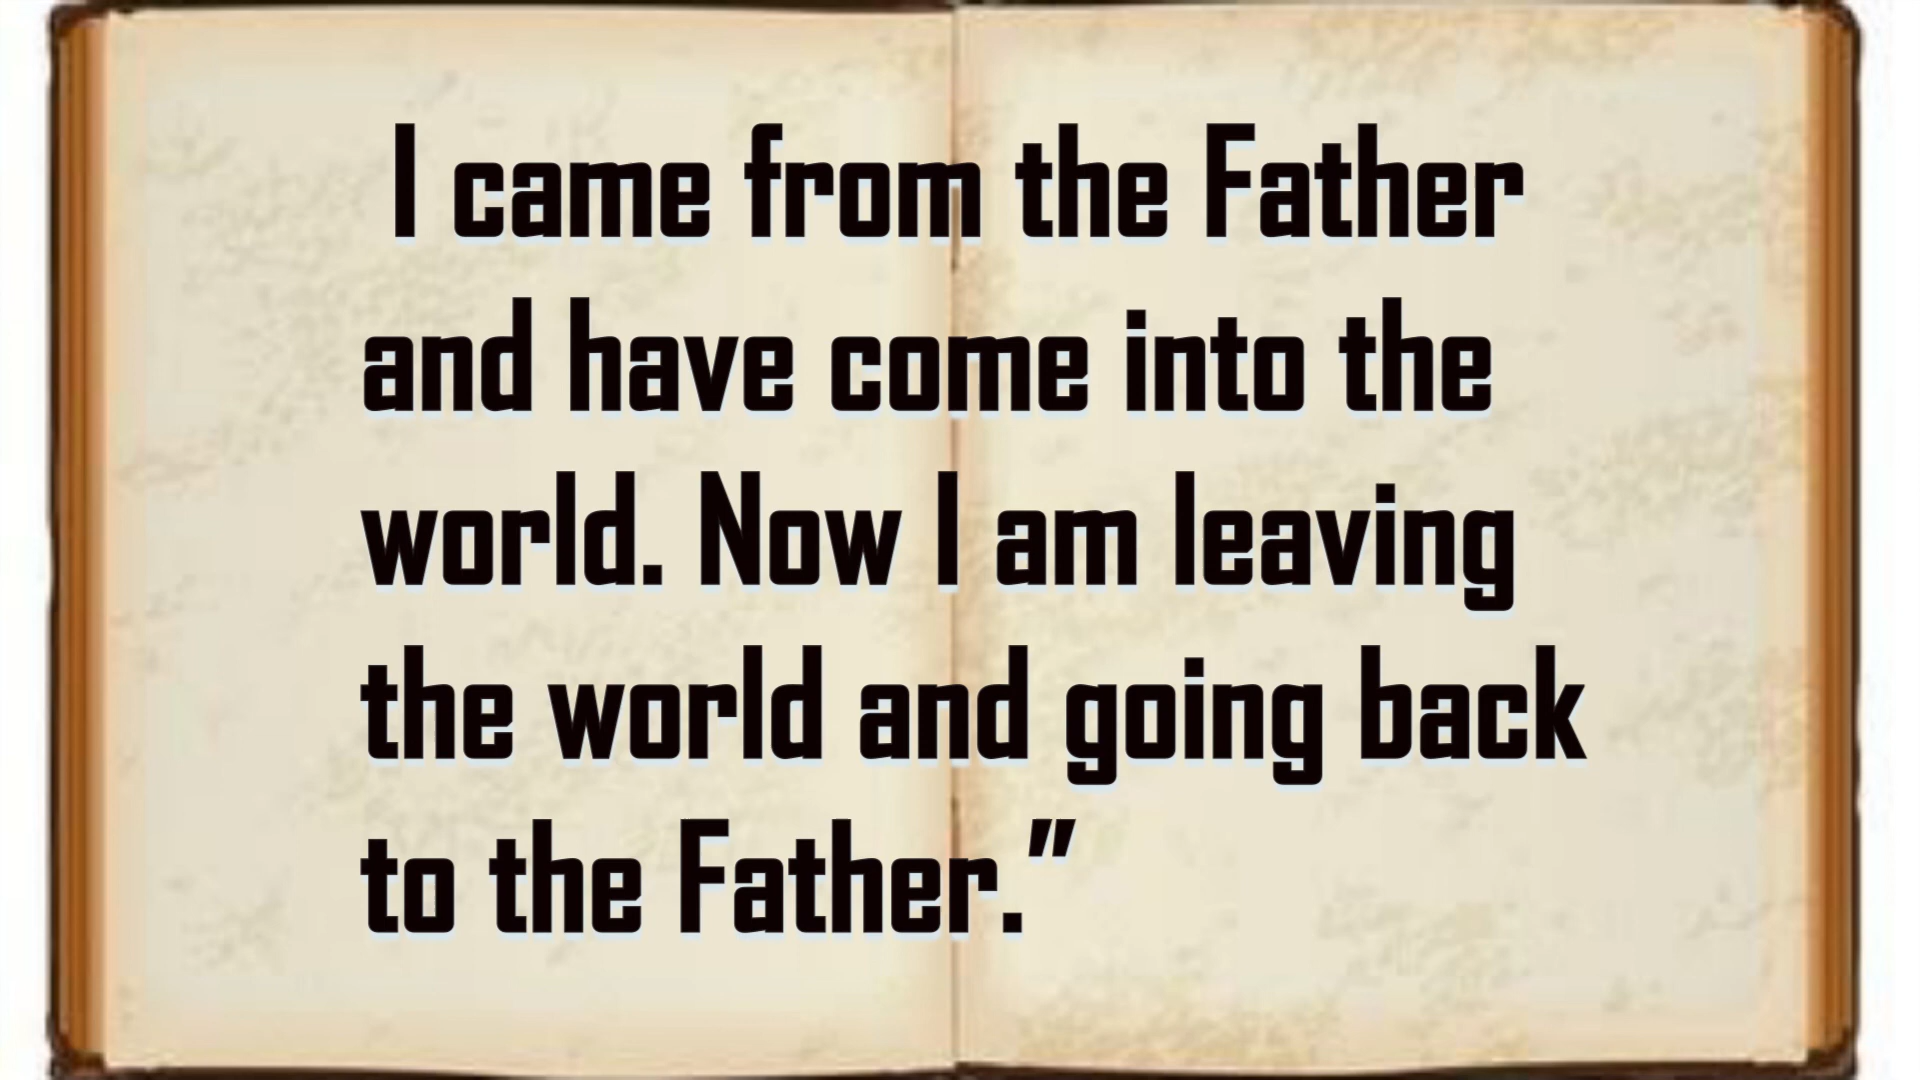 I came from the Father
and have come into the
world. Now I am leaving
the world and going back
to the Father.”